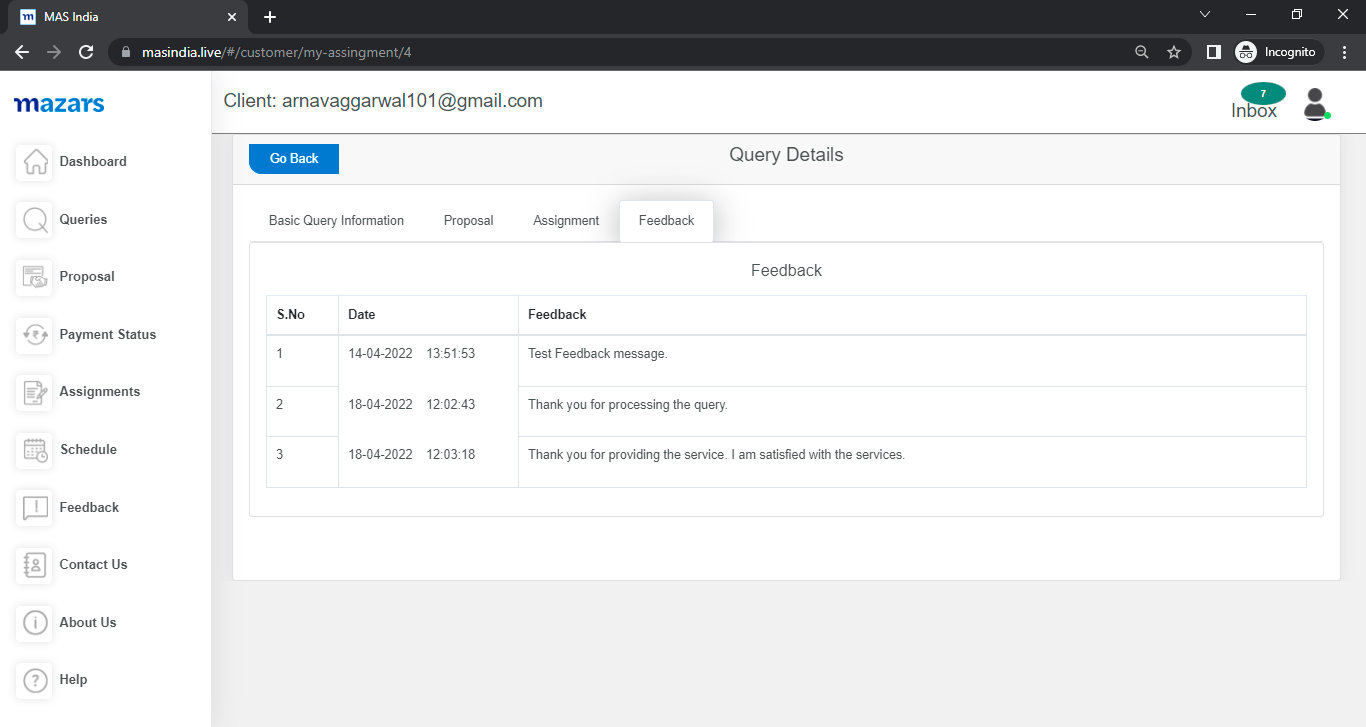 MAS India
masindia.live/#/customer/my-assingment/4
Incognito
mazars
Client: arnavaggarwal101@gmail.com
7
Inbox
Dashboard
Queries
Proposal
Payment Status
Assignments
Schedule
Feedback
Contact Us
About Us
Help
Go Back
Query Details
Basic Query Information Proposal Assignment Feedback
Feedback
S.No Date Feedback
1 14-04-2022 13:51:53 Test Feedback message.
2 18-04-2022 12:02:43 Thank you for processing the query.
3 18-04-2022 12:03:18 Thank you for providing the service. I am satisfied with the services.